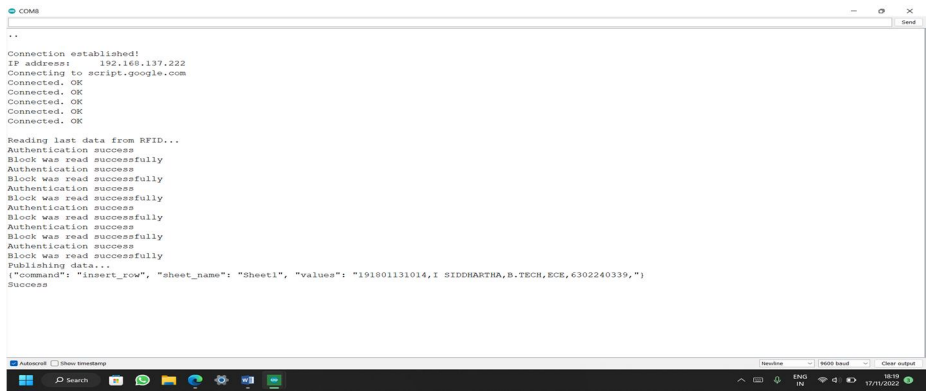 COM8
Send
..
Connection established!
IP address:     192.168.137.222
Connecting to script.google.com
Connected. OK
Connected. OK
Connected. OK
Connected. OK
Connected. OK
Reading last data from RFID...
Authentication success
Block was read successfully
Authentication success
Block was read successfully
Authentication success
Block was read successfully
Authentication success
Block was read successfully
Authentication success
Block was read successfully
Authentication success
Block was read successfully
Publishing data...
{"command": "insert_row", "sheet_name": "Sheet1", "values": "191801131014,I SIDDHARTHA,B.TECH,ECE,6302240339,"}
Success
Autoscroll Show timestamp Newline 9600 baud Clear output
Search ENG IN 18:19 17/11/2022